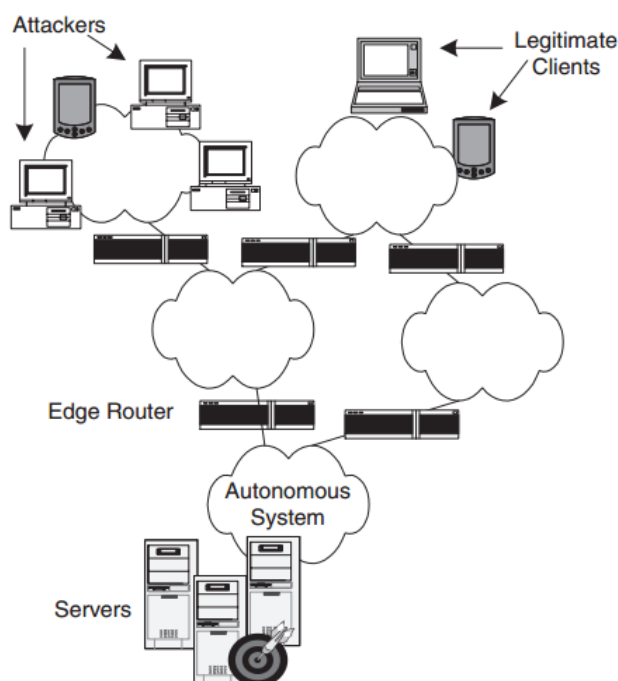 Attackers
Legitimate
Clients
Edge Router
Autonomous
System
Servers